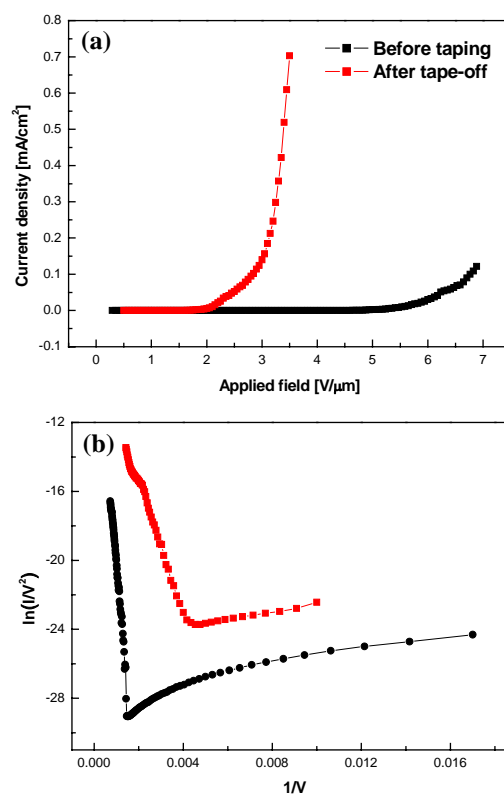 (a)
Before taping
After tape-off
0.8
0.7
0.6
0.5
0.4
0.3
0.2
0.1
0.0
-0.1
Current density [mA/cm²]
0 1 2 3 4 5 6 7
Applied field [V/μm]
(b)
-12
-16
-20
-24
-28
ln(I/V²)
0.000 0.004 0.008 0.012 0.016
1/V